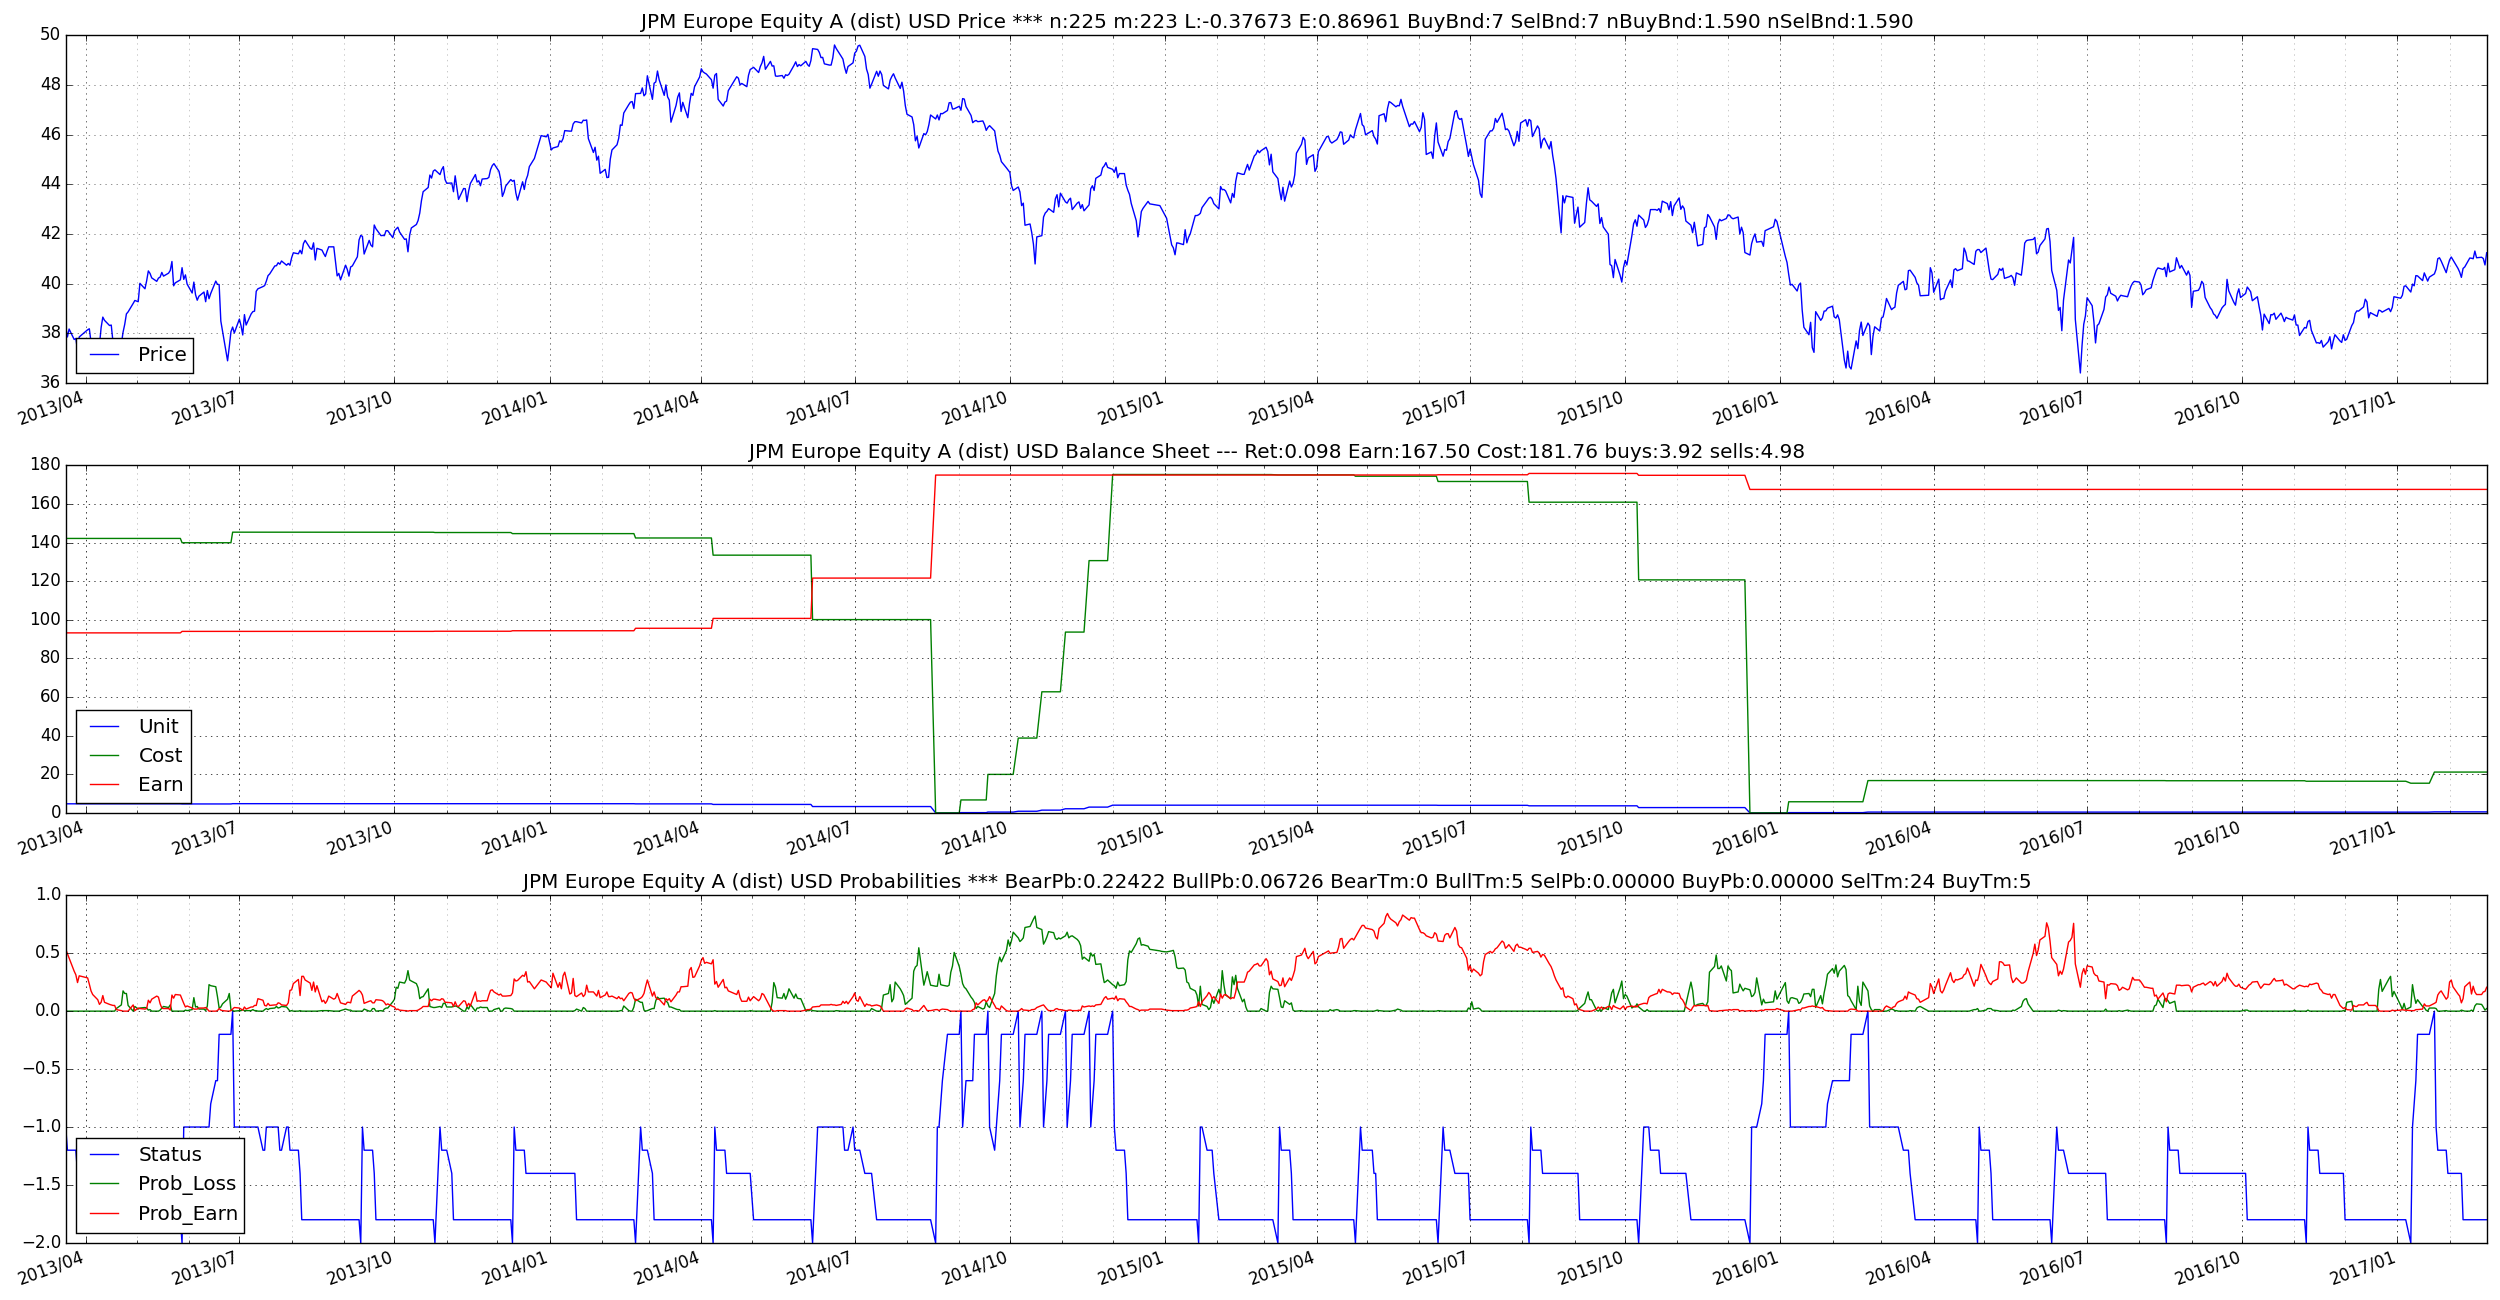 JPM Europe Equity A (dist) USD Price *** n:225 m:223 L:-0.37673 E:0.86961 BuyBnd:7 SelBnd:7 nBuyBnd:1.590 nSelBnd:1.590
50
48
46
44
42
40
38
36
Price
2013/04 2013/07 2013/10 2014/01 2014/04 2014/07 2014/10 2015/01 2015/04 2015/07 2015/10 2016/01 2016/04 2016/07 2016/10 2017/01
JPM Europe Equity A (dist) USD Balance Sheet --- Ret:0.098 Earn:167.50 Cost:181.76 buys:3.92 sells:4.98
180
160
140
120
100
80
60
40
20
0
Unit
Cost
Earn
2013/04 2013/07 2013/10 2014/01 2014/04 2014/07 2014/10 2015/01 2015/04 2015/07 2015/10 2016/01 2016/04 2016/07 2016/10 2017/01
JPM Europe Equity A (dist) USD Probabilities *** BearPb:0.22422 BullPb:0.06726 BearTm:0 BullTm:5 SelPb:0.00000 BuyPb:0.00000 SelTm:24 BuyTm:5
1.0
0.5
0.0
−0.5
−1.0
−1.5
−2.0
Status
Prob_Loss
Prob_Earn
2013/04 2013/07 2013/10 2014/01 2014/04 2014/07 2014/10 2015/01 2015/04 2015/07 2015/10 2016/01 2016/04 2016/07 2016/10 2017/01